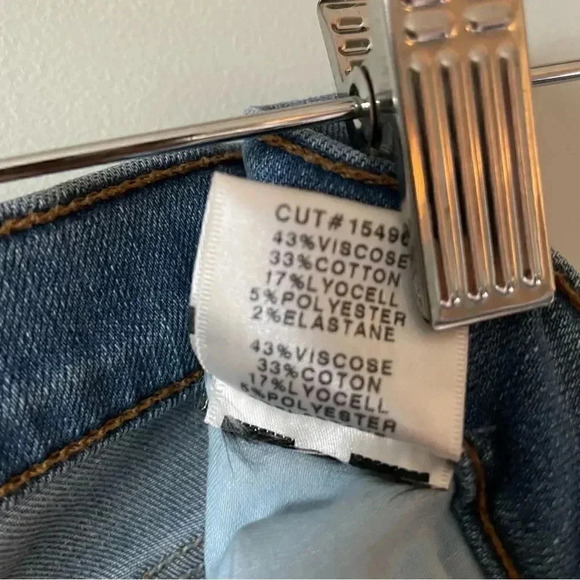 CUT# 15496
43%VISCOSE
33%COTTON
17%LYOCELL
5%POLYESTER
2%ELASTANE
43%VISCOSE
33%COTON
17%LYOCELL
5%POLYESTER